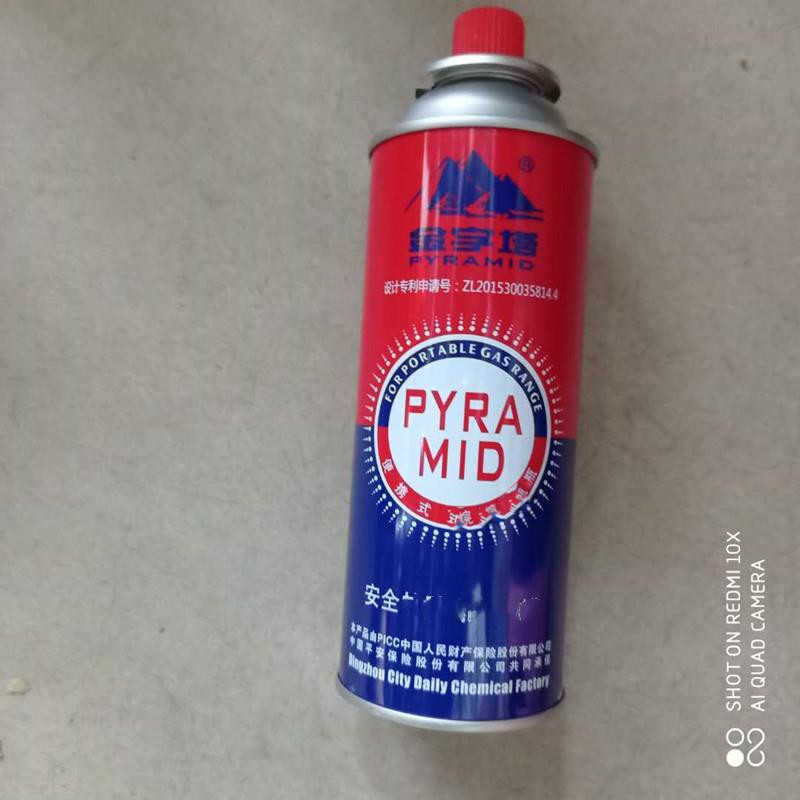 ®
金字塔
PYRAMID
设计专利申请号：ZL201530035814.4
FOR PORTABLE GAS RANGE
PYRA
MID
便携式
安全
本产品由PICC中国人民财产保险股份有限公司
中国平安保险股份有限公司共同承保
Dingzhou City Daily Chemical Factory
SHOT ON REDMI 10X
AI QUAD CAMERA